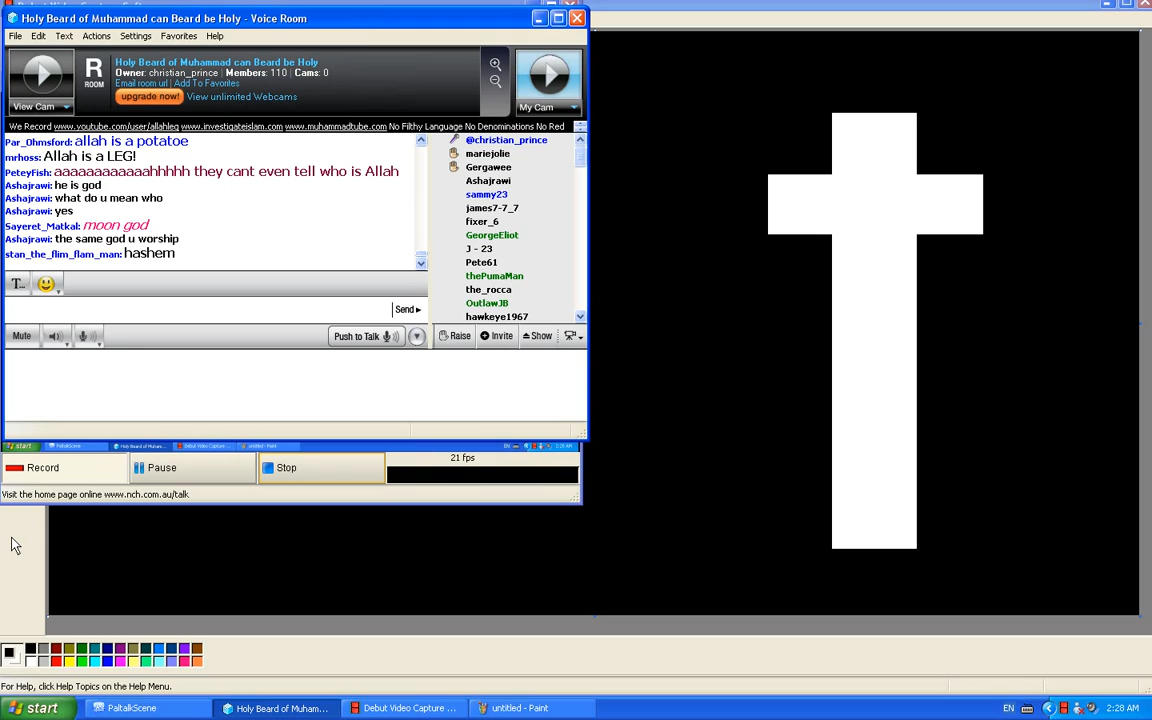 Holy Beard of Muhammad can Beard be Holy - Voice Room
File Edit Text Actions Settings Favorites Help
View Cam
R
ROOM
Holy Beard of Muhammad can Beard be Holy
Owner: christian_prince | Members: 110 | Cams: 0
Email room url | Add To Favorites
upgrade now! View unlimited Webcams
My Cam
We Record www.youtube.com/user/allahleg www.investigateislam.com www.muhammadtube.com No Filthy Language No Denominations No Red
Par_Ohmsford: allah is a potatoe
mrhoss: Allah is a LEG!
PeteyFish: aaaaaaaaaaaahhhhh they cant even tell who is Allah
Ashajrawi: he is god
Ashajrawi: what do u mean who
Ashajrawi: yes
Sayeret_Matkal: moon god
Ashajrawi: the same god u worship
stan_the_flim_flam_man: hashem
@christian_prince
mariejolie
Gergawee
Ashajrawi
sammy23
james7-7_7
fixer_6
GeorgeEliot
J - 23
Pete61
thePumaMan
the_rocca
OutlawJB
hawkeye1967
T...
Send
Mute
Push to Talk
Raise Invite Show
Record Pause Stop
21 fps
Visit the home page online www.nch.com.au/talk
For Help, click Help Topics on the Help Menu.
start PaltalkScene Holy Beard of Muham... Debut Video Capture ... untitled - Paint EN 2:28 AM